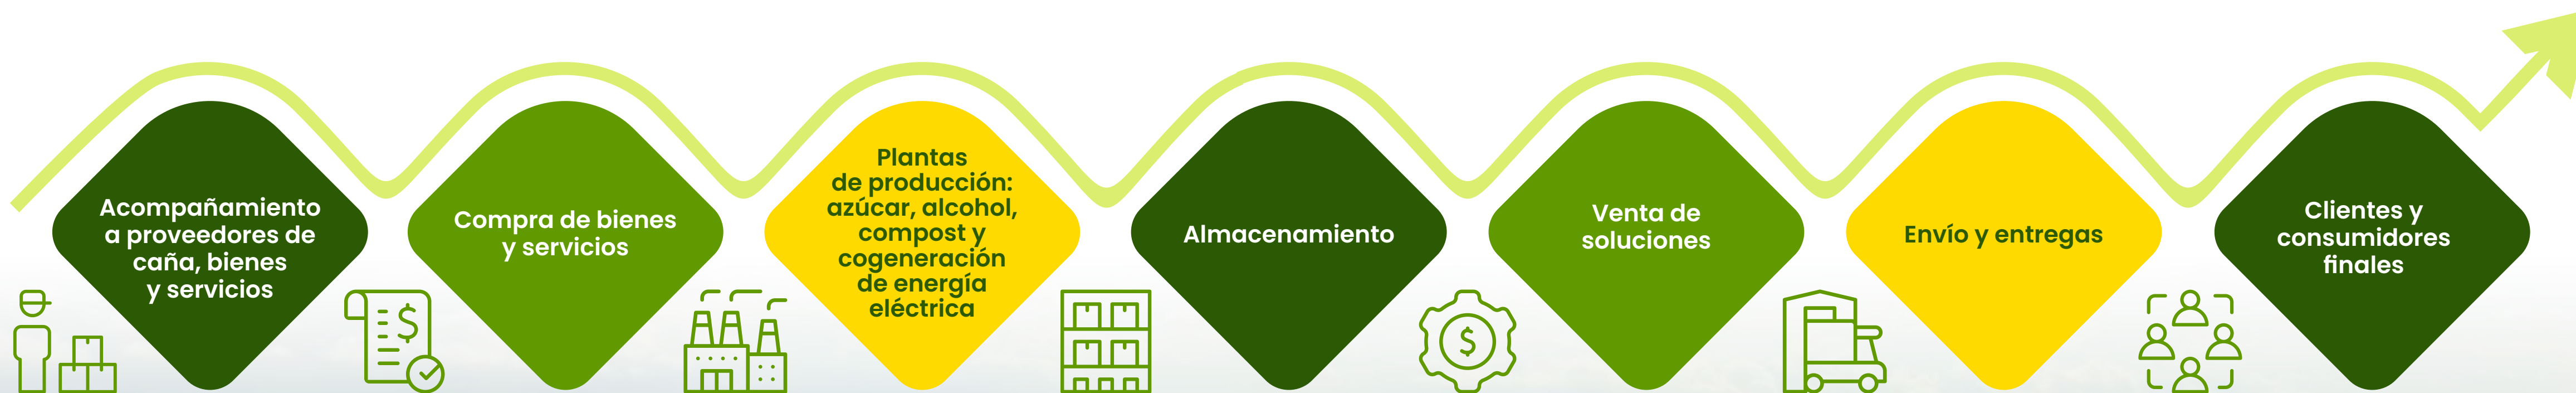 Acompañamiento
a proveedores de
caña, bienes
y servicios
Compra de bienes
y servicios
Plantas
de producción:
azúcar, alcohol,
compost y
cogeneración
de energía
eléctrica
Almacenamiento
Venta de
soluciones
Envío y entregas
Clientes y
consumidores
finales